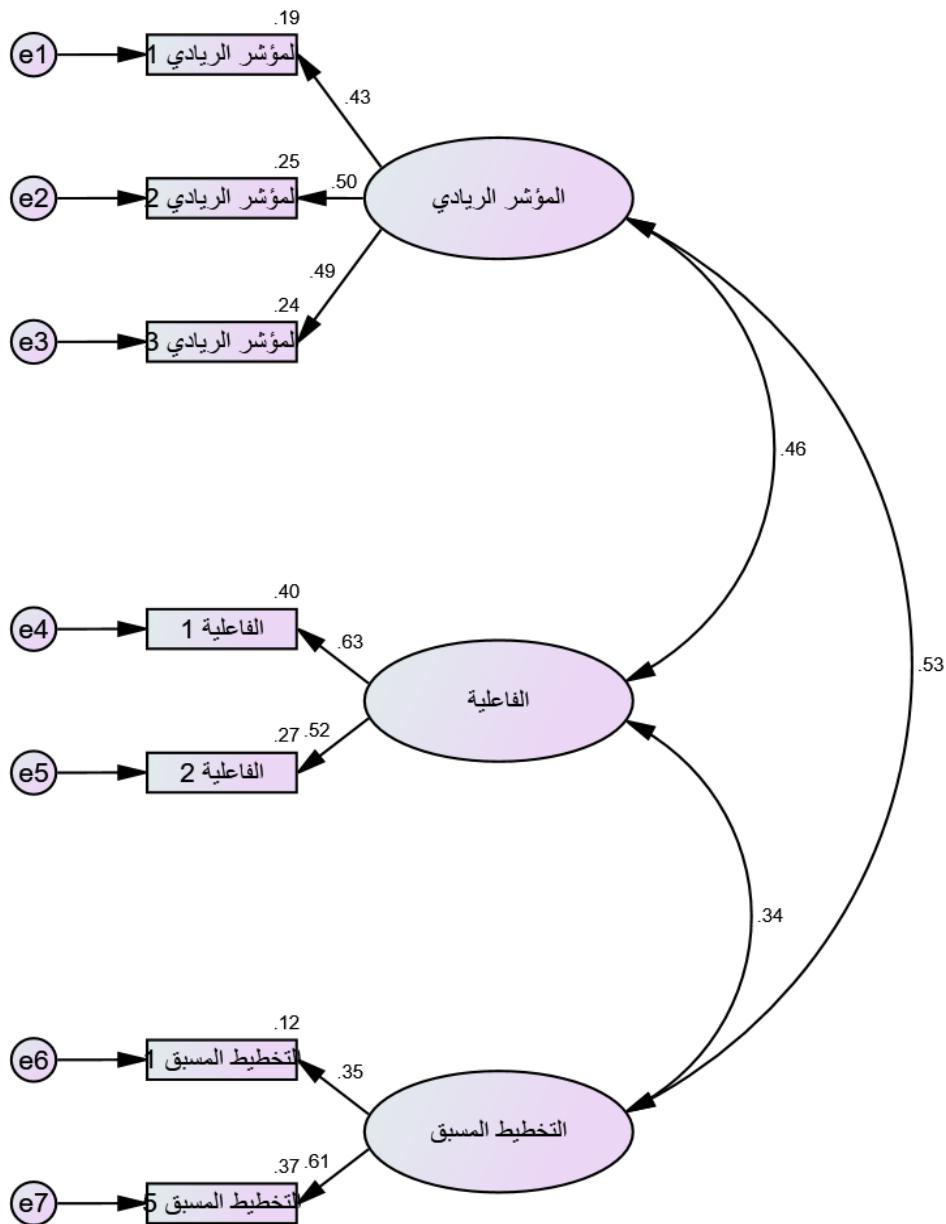 .19
e1
المؤشر الريادي 1
.43
.25
e2
المؤشر الريادي 2
.50
المؤشر الريادي
.49
.24
e3
المؤشر الريادي 3
.46
.40
e4
الفاعلية 1
.63
.53
الفاعلية
.27
.52
e5
الفاعلية 2
.34
.12
e6
التخطيط المسبق 1
.35
التخطيط المسبق
.37
.61
e7
التخطيط المسبق 5